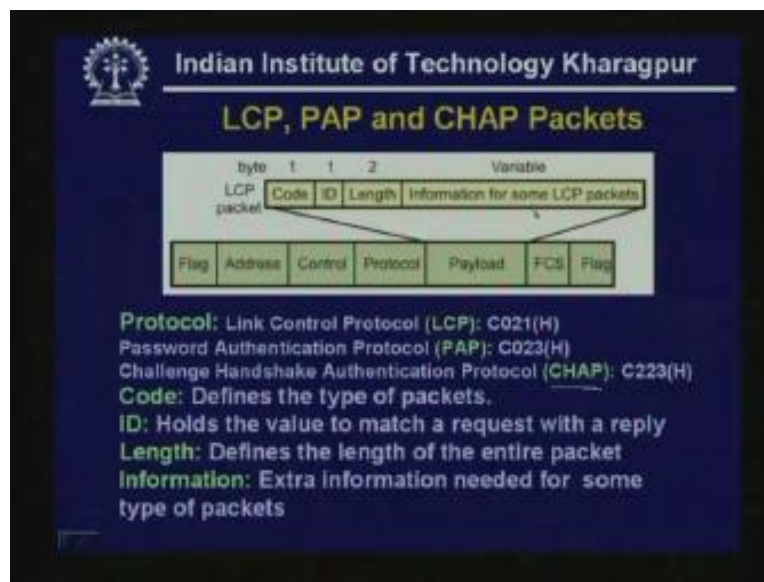 Indian Institute of Technology Kharagpur
LCP, PAP and CHAP Packets
byte 1 1 2 Variable
LCP packet
Code ID Length Information for some LCP packets
Flag Address Control Protocol Payload FCS Flag
Protocol: Link Control Protocol (LCP): C021(H)
Password Authentication Protocol (PAP): C023(H)
Challenge Handshake Authentication Protocol (CHAP): C223(H)
Code: Defines the type of packets.
ID: Holds the value to match a request with a reply
Length: Defines the length of the entire packet
Information: Extra information needed for some
type of packets